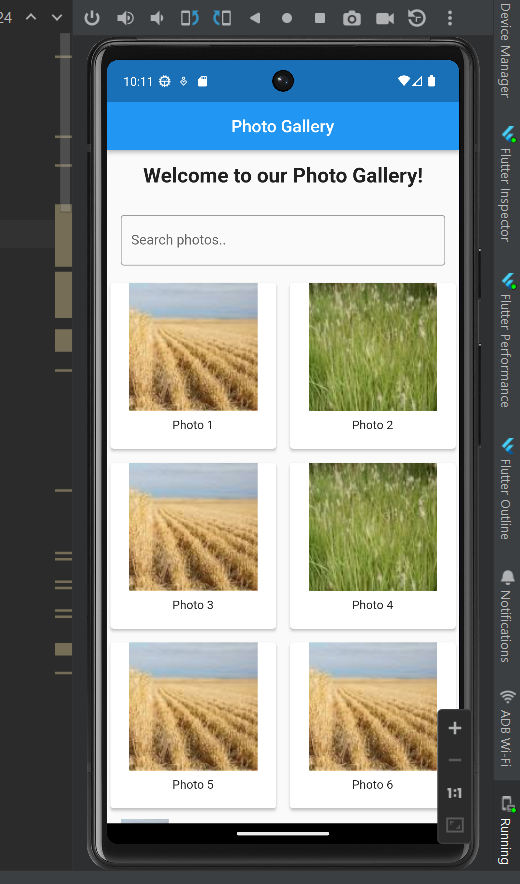 24
10:11
Photo Gallery
Welcome to our Photo Gallery!
Search photos..
Photo 1
Photo 2
Photo 3
Photo 4
Photo 5
Photo 6
1:1
Device Manager
Flutter Inspector
Flutter Performance
Flutter Outline
Notifications
ADB Wi-Fi
Running